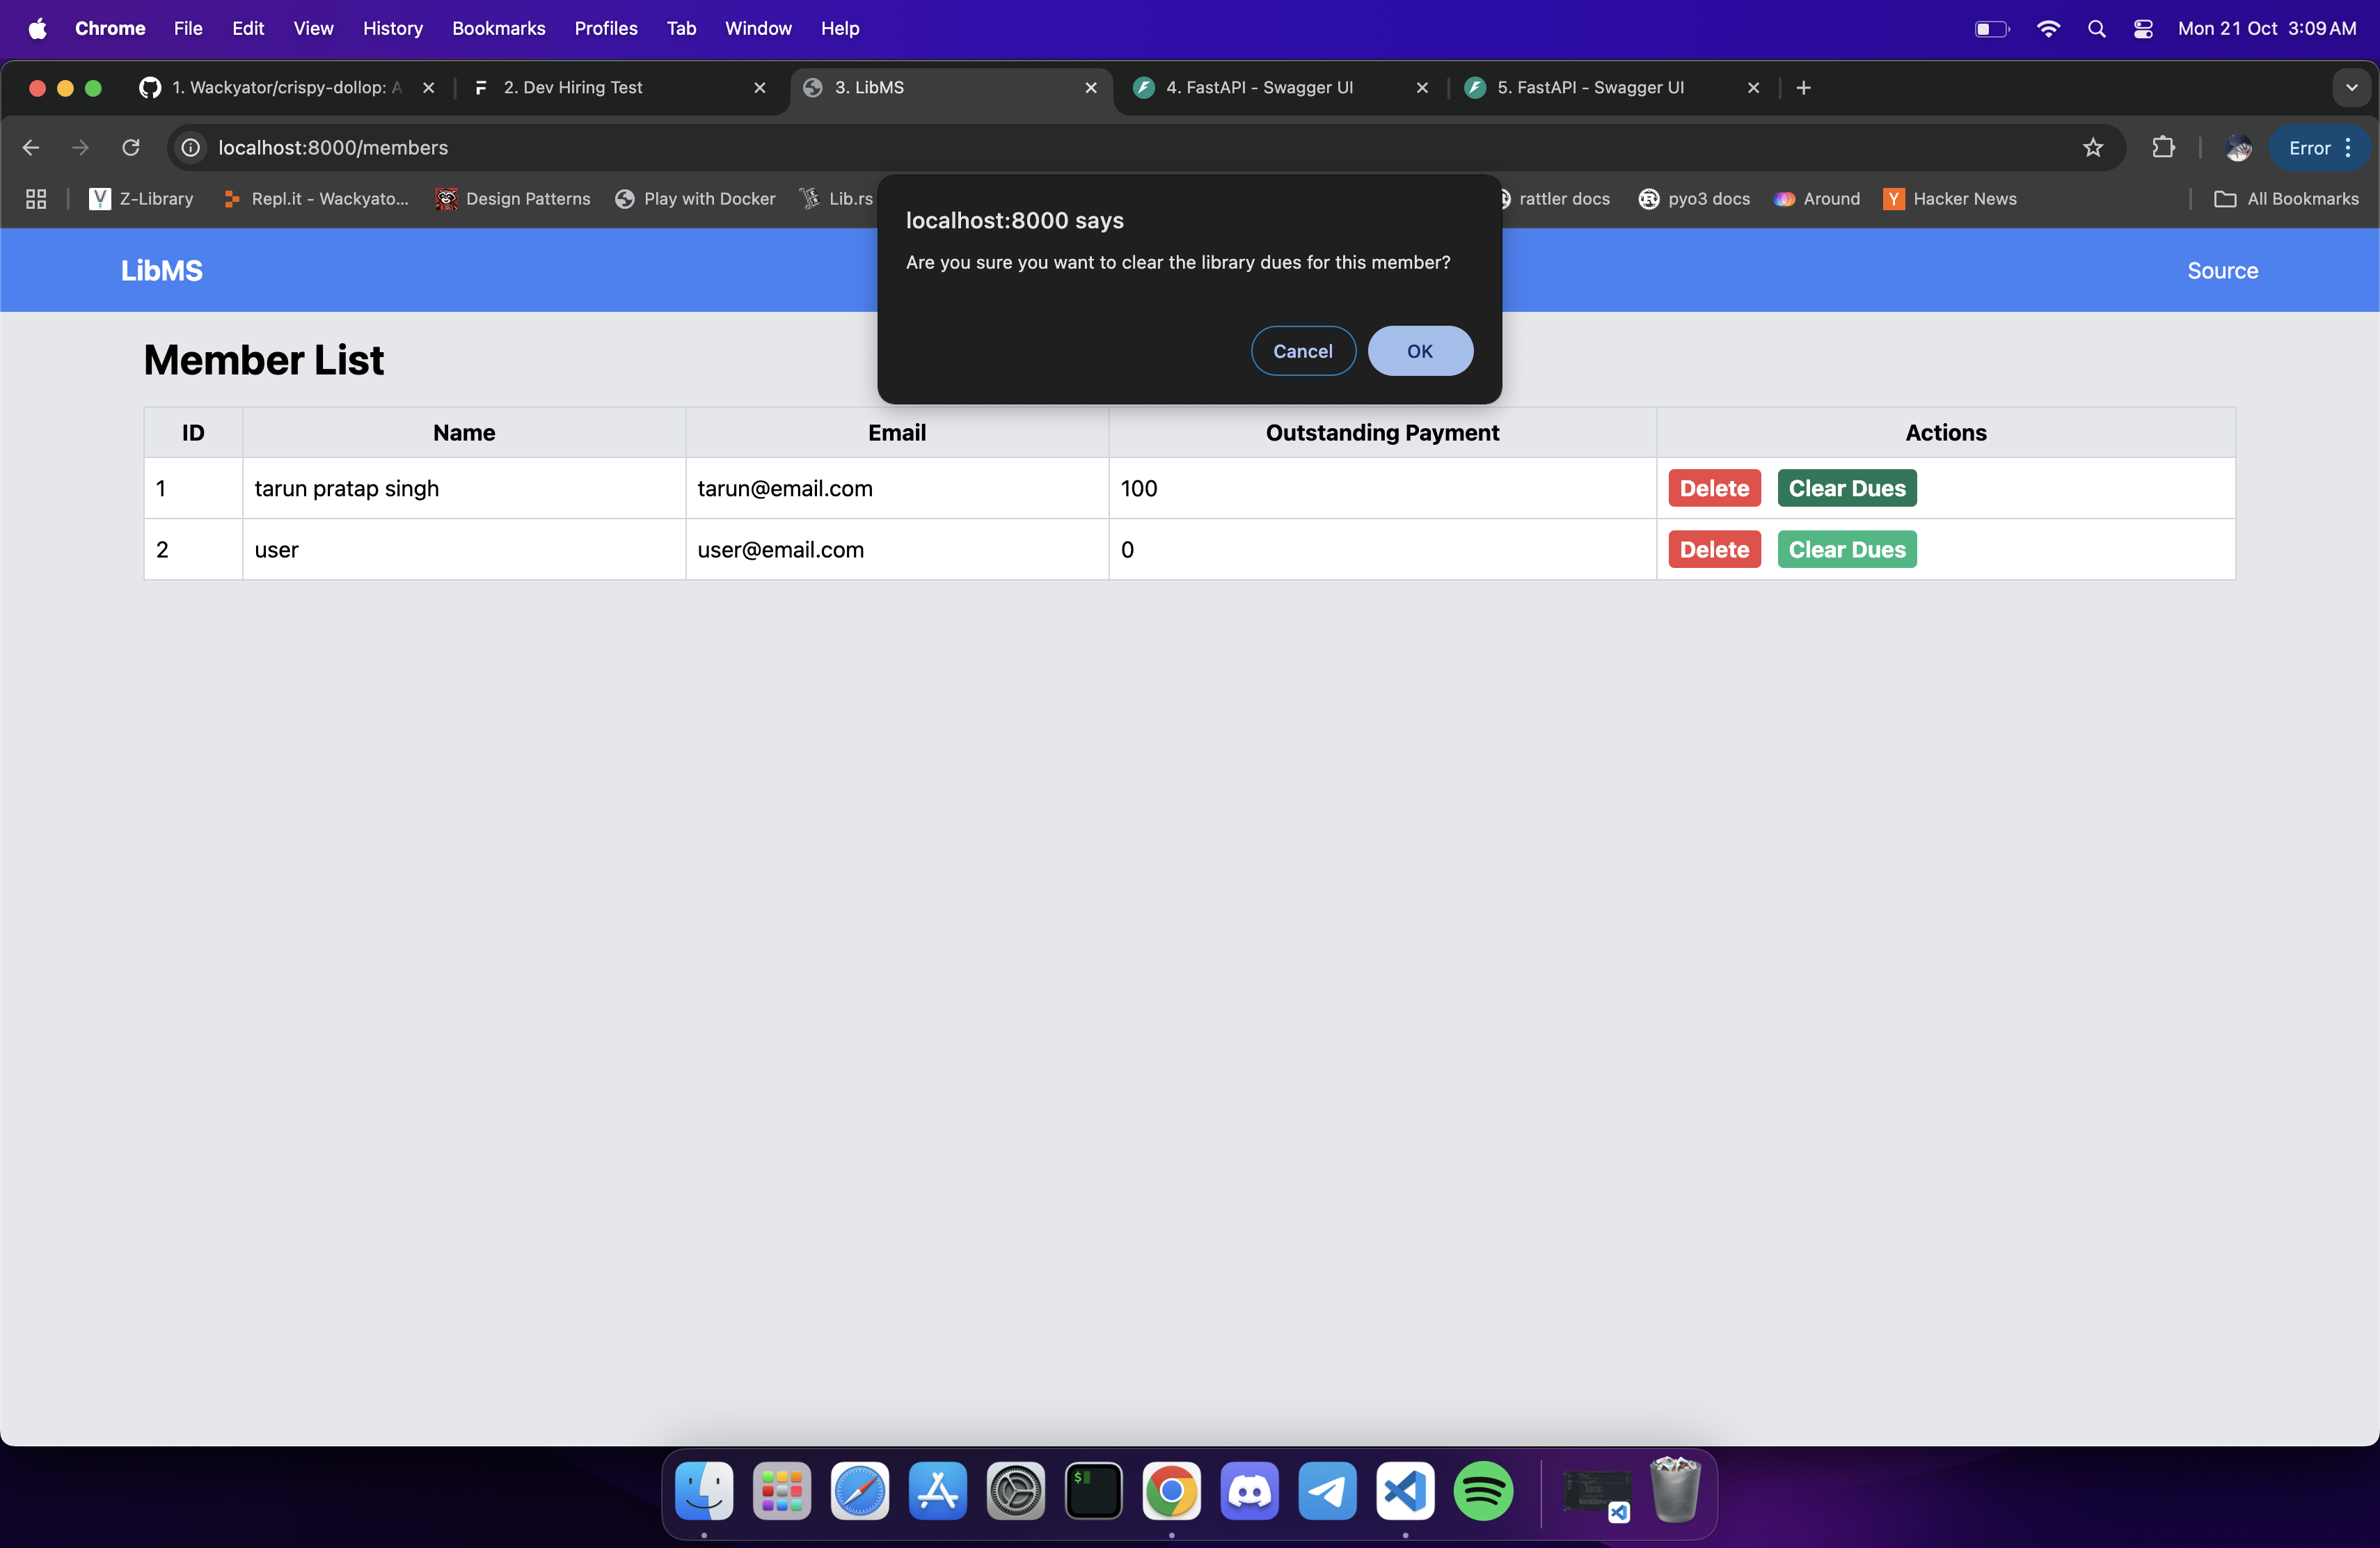 Chrome File Edit View History Bookmarks Profiles Tab Window Help Mon 21 Oct 3:09 AM
1. Wackyator/crispy-dollop: A 2. Dev Hiring Test 3. LibMS 4. FastAPI - Swagger UI 5. FastAPI - Swagger UI
localhost:8000/members Error
Z-Library Repl.it - Wackyato... Design Patterns Play with Docker Lib.rs rattler docs pyo3 docs Around Y Hacker News All Bookmarks
localhost:8000 says
Are you sure you want to clear the library dues for this member?
Cancel OK
LibMS Source
Member List
ID Name Email Outstanding Payment Actions
1 tarun pratap singh tarun@email.com 100 Delete Clear Dues
2 user user@email.com 0 Delete Clear Dues